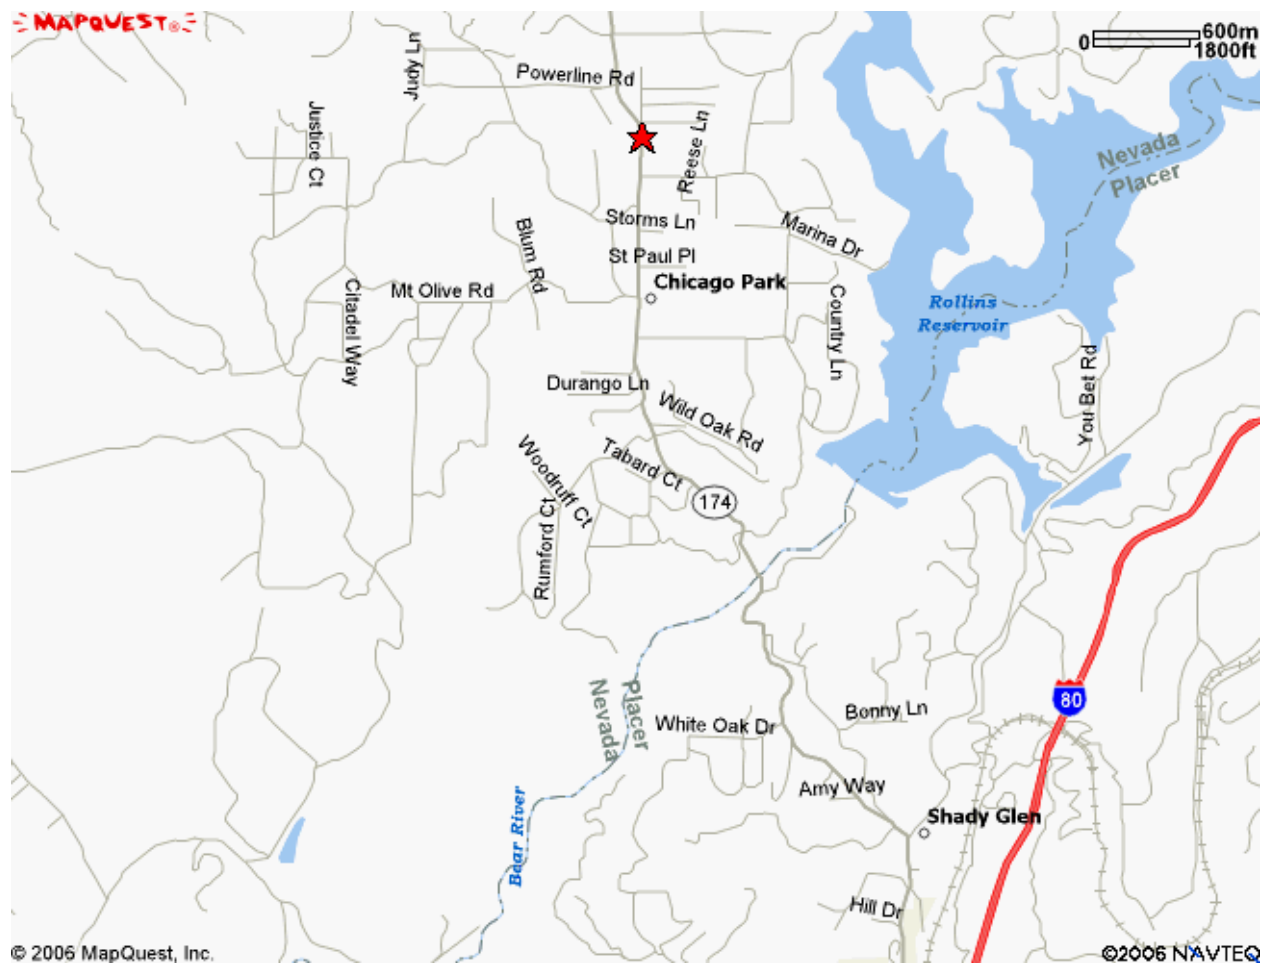 MAPQUEST®
600m
0
1800ft
Judy Ln
Powerline Rd
Justice Ct
Reese Ln
Nevada
Placer
Storms Ln
Marina Dr
Blum Rd
St Paul Pl
Chicago Park
Citadel Way
Mt Olive Rd
Country Ln
Rollins
Reservoir
You Bet Rd
Durango Ln
Wild Oak Rd
Tabard Ct
Woodruff Ct
174
Rumford Ct
Placer
Nevada
80
Bonny Ln
White Oak Dr
Amy Way
Bear River
Shady Glen
Hill Dr
© 2006 MapQuest, Inc.
©2006 NAVTEQ